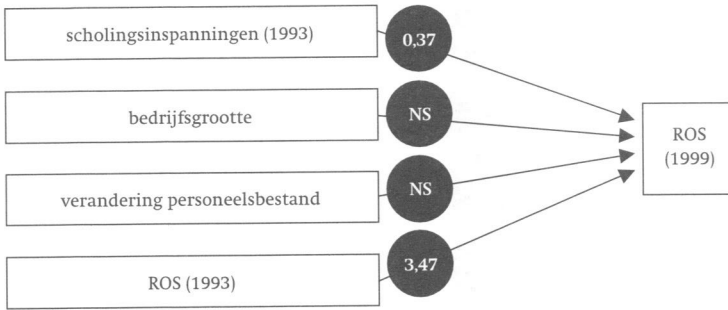 scholingsinspanningen (1993)
0,37
bedrijfsgrootte
NS
ROS
(1999)
verandering personeelsbestand
NS
ROS (1993)
3,47